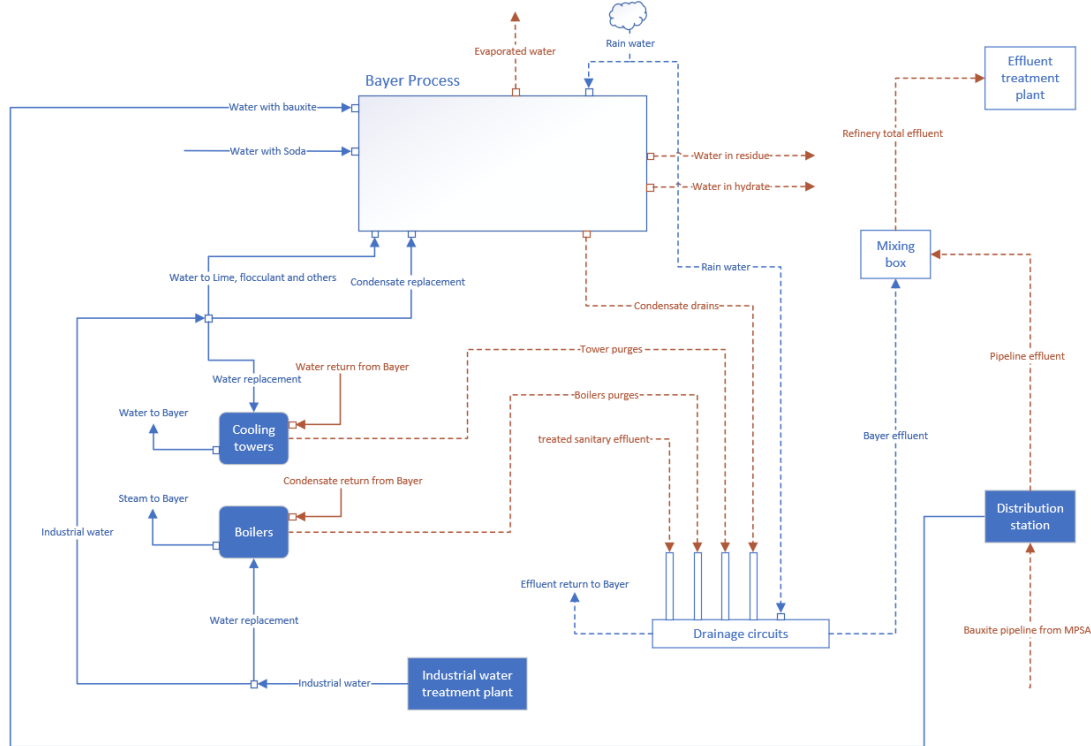 Rain water
Evaporated water
Bayer Process
Effluent
treatment
plant
Water with bauxite
Refinery total effluent
Water with Soda
Water in residue
Water in hydrate
Mixing
box
Rain water
Water to Lime, flocculant and others
Condensate replacement
Condensate drains
Tower purges
Pipeline effluent
Water return from Bayer
Water replacement
Boilers purges
Water to Bayer
Cooling
towers
treated sanitary effluent
Bayer effluent
Condensate return from Bayer
Steam to Bayer
Distribution
station
Industrial water
Boilers
Effluent return to Bayer
Water replacement
Drainage circuits
Bauxite pipeline from MPSA
Industrial water
Industrial water
treatment plant